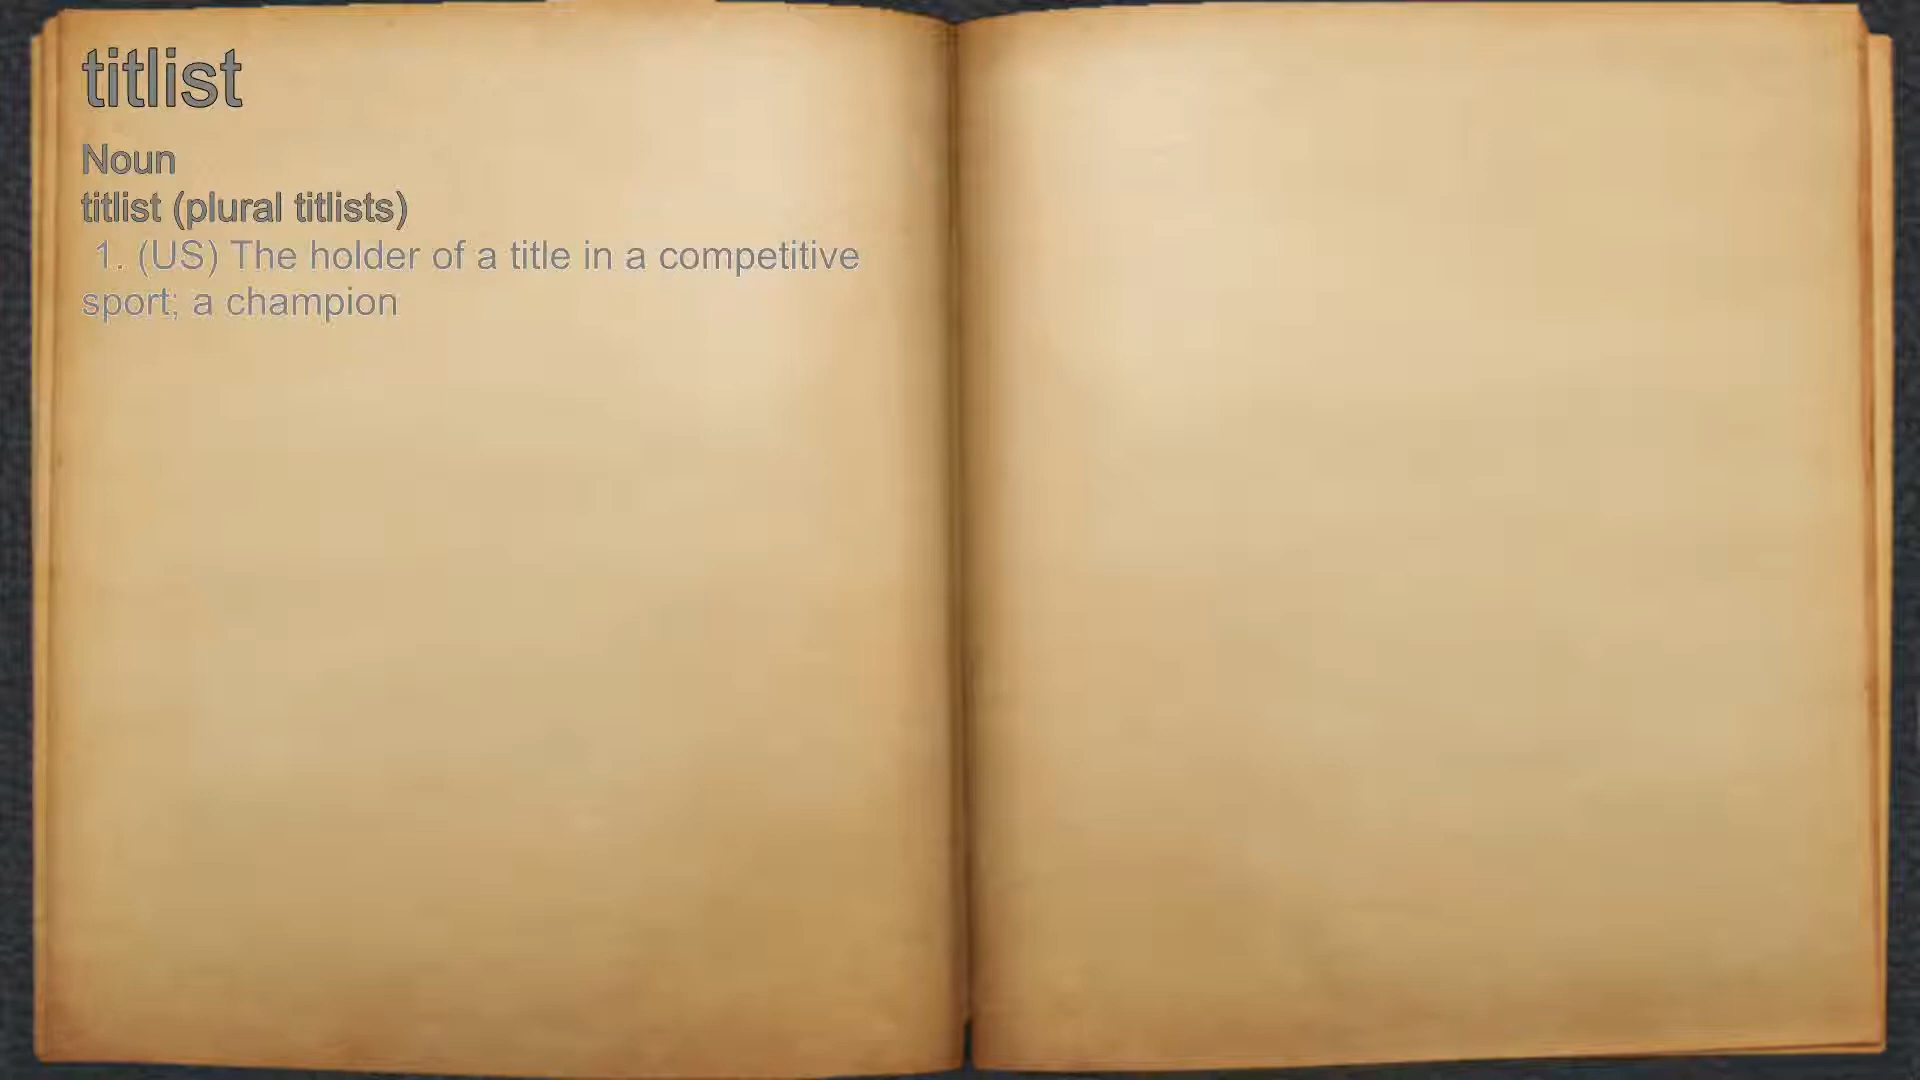 titlist
Noun
titlist (plural titlists)
1. (US) The holder of a title in a competitive
sport; a champion